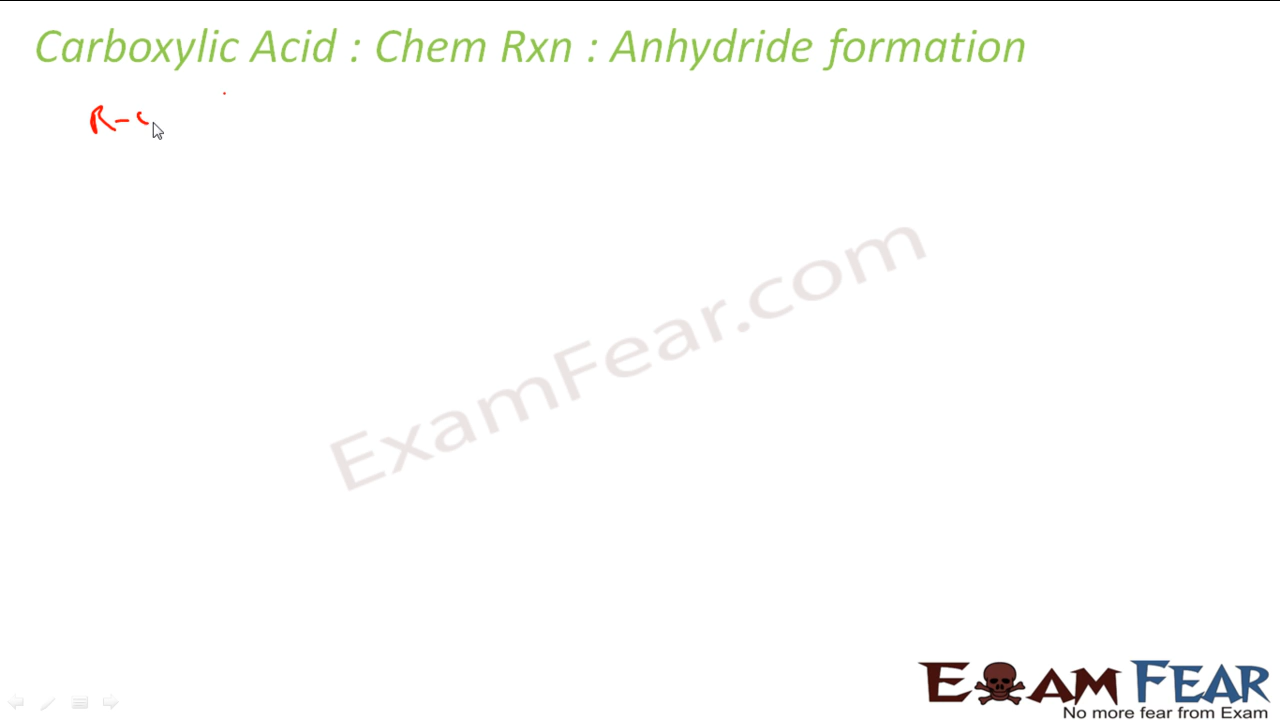 Carboxylic Acid : Chem Rxn : Anhydride formation
R-c
ExamFear.com
EXAM FEAR
No more fear from Exam